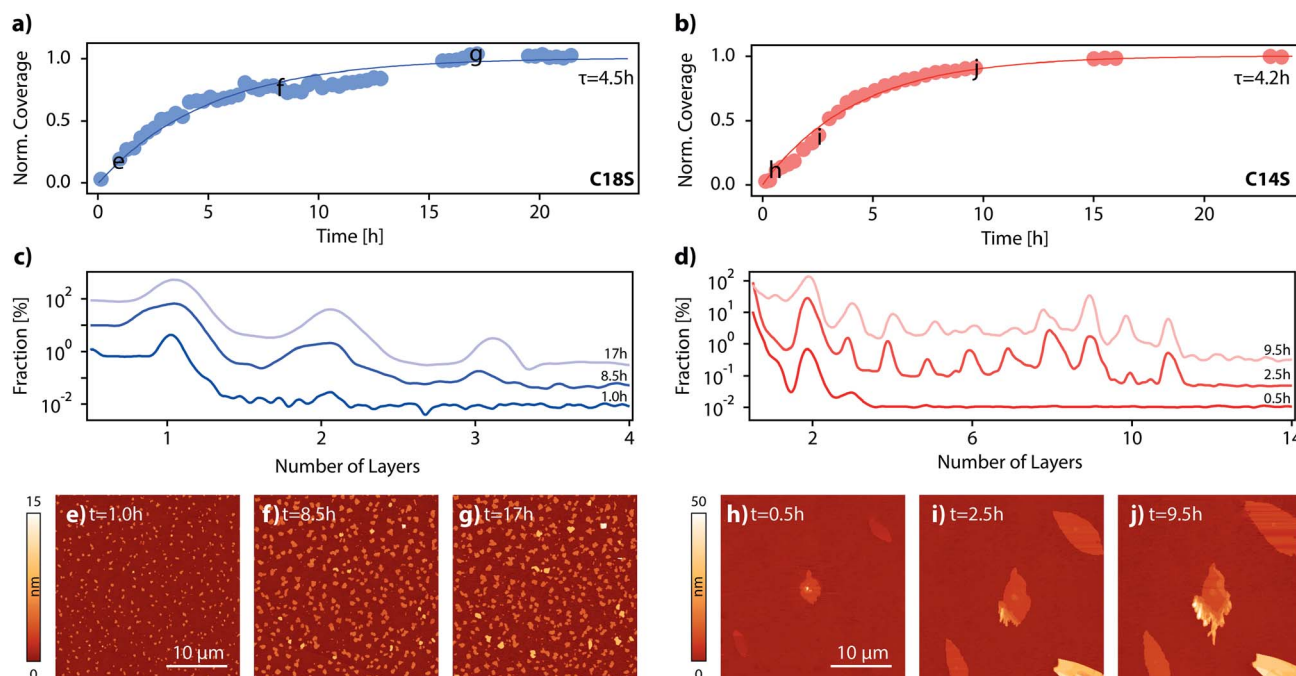 a)
Norm. Coverage
1.0
0.5
0.0
e
f
g
τ=4.5h
C18S
0 5 10 15 20
Time [h]
b)
Norm. Coverage
1.0
0.5
0.0
h
i
j
τ=4.2h
C14S
0 5 10 15 20
Time [h]
c)
Fraction [%]
10²
10⁰
10⁻²
17h
8.5h
1.0h
1 2 3 4
Number of Layers
d)
Fraction [%]
10²
10¹
10⁰
10⁻¹
10⁻²
9.5h
2.5h
0.5h
2 6 10 14
Number of Layers
15
nm
0
e) t=1.0h
10 μm
f) t=8.5h
g) t=17h
50
nm
0
h) t=0.5h
10 μm
i) t=2.5h
j) t=9.5h